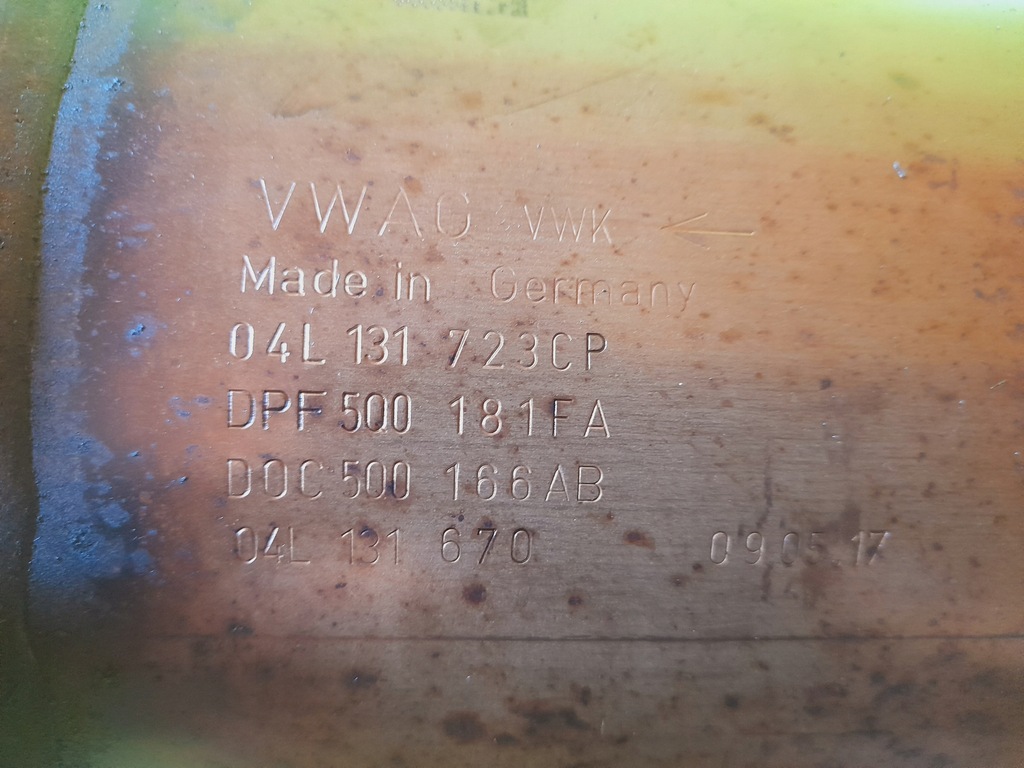 VWAG VWK ←
Made in Germany
04L 131 723CP
DPF 500 181FA
DOC 500 166AB
04L 131 670 09.05.17